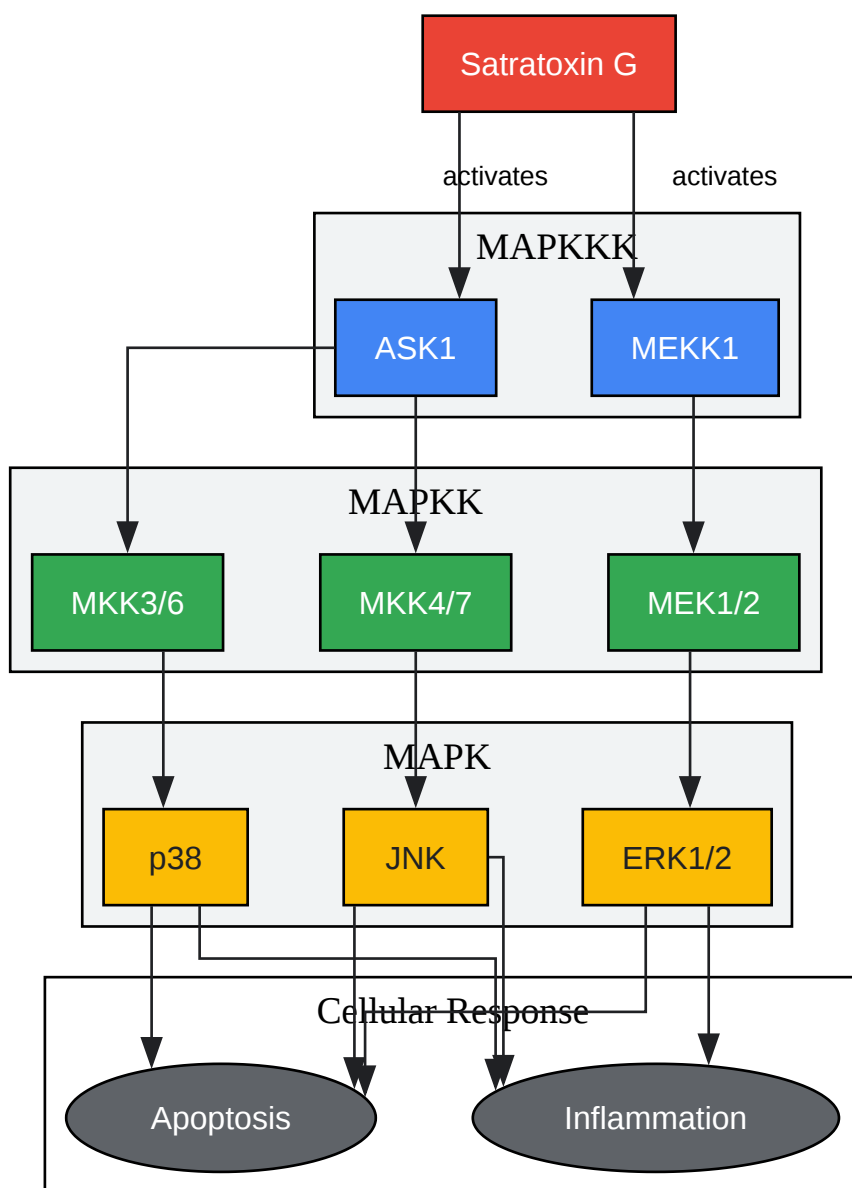 Satratoxin G
activates
activates
MAPKKK
ASK1
MEKK1
MAPKK
MKK3/6
MKK4/7
MEK1/2
MAPK
p38
JNK
ERK1/2
Cellular Response
Apoptosis
Inflammation